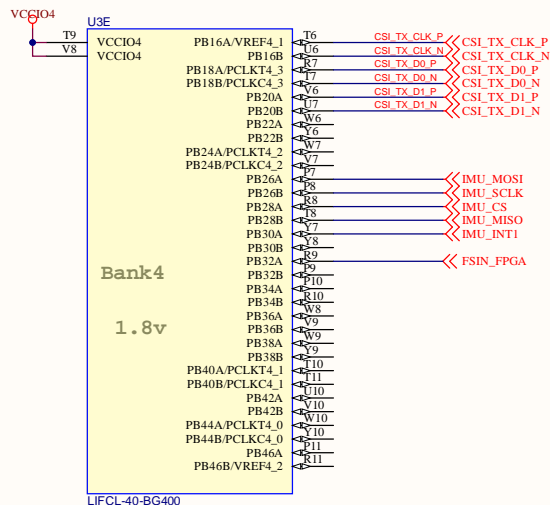 VCCIO4
U3E
T9 VCCIO4 PB16A/VREF4_1 T6 CSI_TX_CLK_P CSI_TX_CLK_P
V8 VCCIO4 PB16B U6 CSI_TX_CLK_N CSI_TX_CLK_N
PB18A/PCLKT4_3 R7 CSI_TX_D0_P CSI_TX_D0_P
PB18B/PCLKC4_3 T7 CSI_TX_D0_N CSI_TX_D0_N
PB20A V6 CSI_TX_D1_P CSI_TX_D1_P
PB20B U7 CSI_TX_D1_N CSI_TX_D1_N
PB22A W6
PB22B Y6
PB24A/PCLKT4_2 W7
PB24B/PCLKC4_2 V7
PB26A P7 IMU_MOSI
PB26B P8 IMU_SCLK
PB28A R8 IMU_CS
PB28B T8 IMU_MISO
PB30A Y7 IMU_INT1
PB30B Y8
PB32A R9 FSIN_FPGA
Bank4 PB32B P9
PB34A P10
PB34B R10
PB36A W8
1.8v PB36B V9
PB38A W9
PB38B Y9
PB40A/PCLKT4_1 T10
PB40B/PCLKC4_1 T11
PB42A U10
PB42B V10
PB44A/PCLKT4_0 W10
PB44B/PCLKC4_0 Y10
PB46A P11
PB46B/VREF4_2 R11
LIFCL-40-BG400